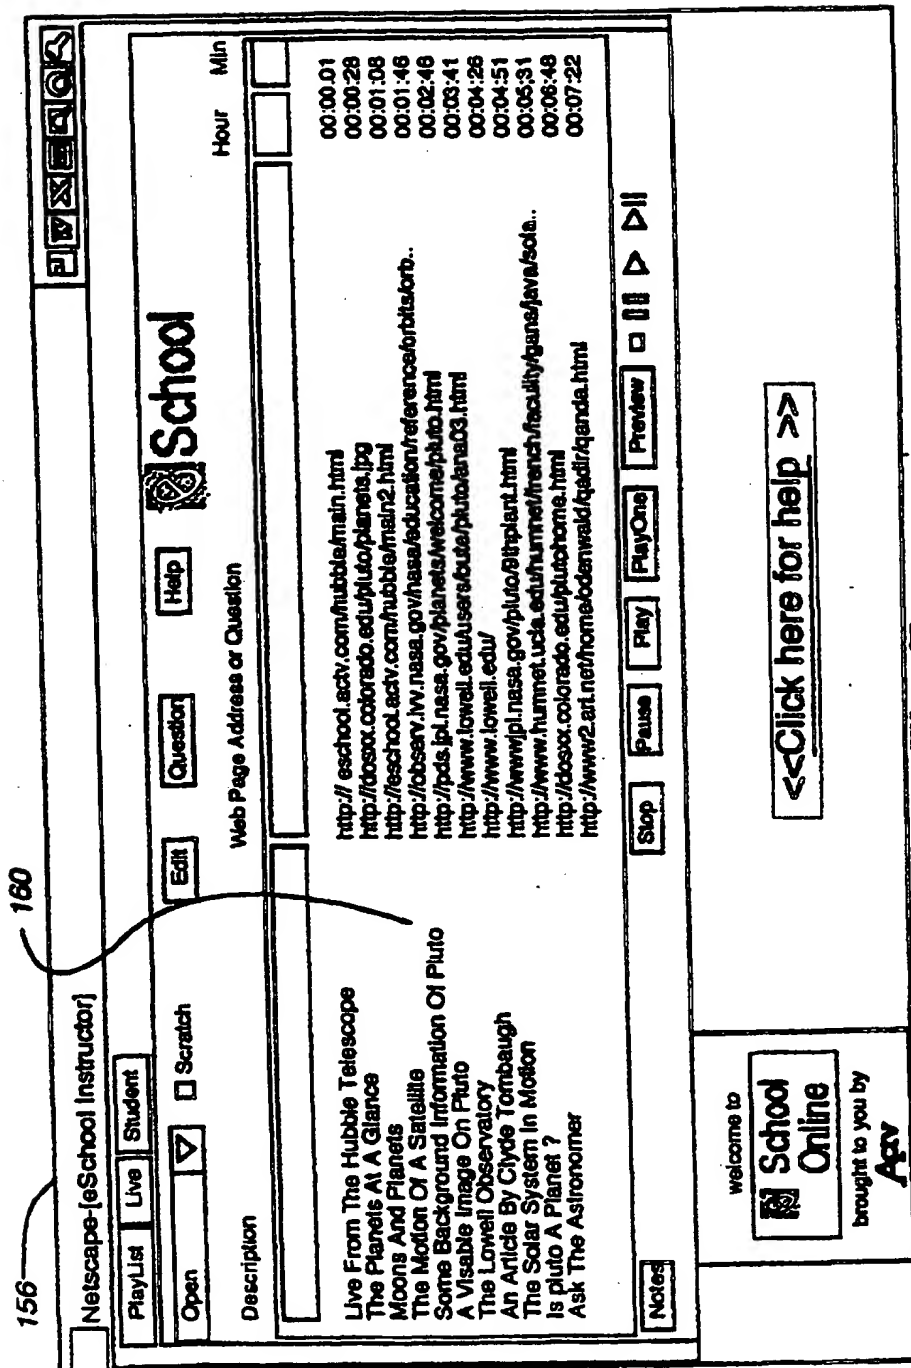 156
160
Netscape-[eSchool Instructor]
PlayList Live Student
Open Scratch Edit Question Help School
Description Web Page Address or Question Hour Min
Live From The Hubble Telescope http:// eschool.actv.com/hubble/main.html 00:00.01
The Planets At A Glance http://dosxx.colorado.edu/pluto/planets.jpg 00:00:28
Moons And Planets http://eschool.actv.com/hubble/main2.html 00:01:08
The Motion Of A Satellite http://observ.ivv.nasa.gov/nasa/education/reference/orbits/orb.. 00:01:46
Some Background Information Of Pluto http://pds.jpl.nasa.gov/planets/welcome/pluto.html 00:02:46
A Visable Image On Pluto http://www.lowell.edu/users/buie/pluto/ana03.html 00:03:41
The Lowell Observatory http://www.lowell.edu/ 00:04:26
An Article By Clyde Tombaugh http://wwwjpl.nasa.gov/pluto/9thplant.html 00:04:51
The Solar System In Motion http://www.humnet.ucla.edu/humnet/french/faculity/gans/java/sola.. 00:05:31
Is pluto A Planet ? http://dosxx.colorado.edu/plutohome.html 00:06:48
Ask The Astronomer http://www2.ari.net/home/odenwald/qadir/qanda.html 00:07:22
Notes Stop Pause Play PlayOne Preview
welcome to
School
Online
brought to you by
Actv
<<Click here for help >>